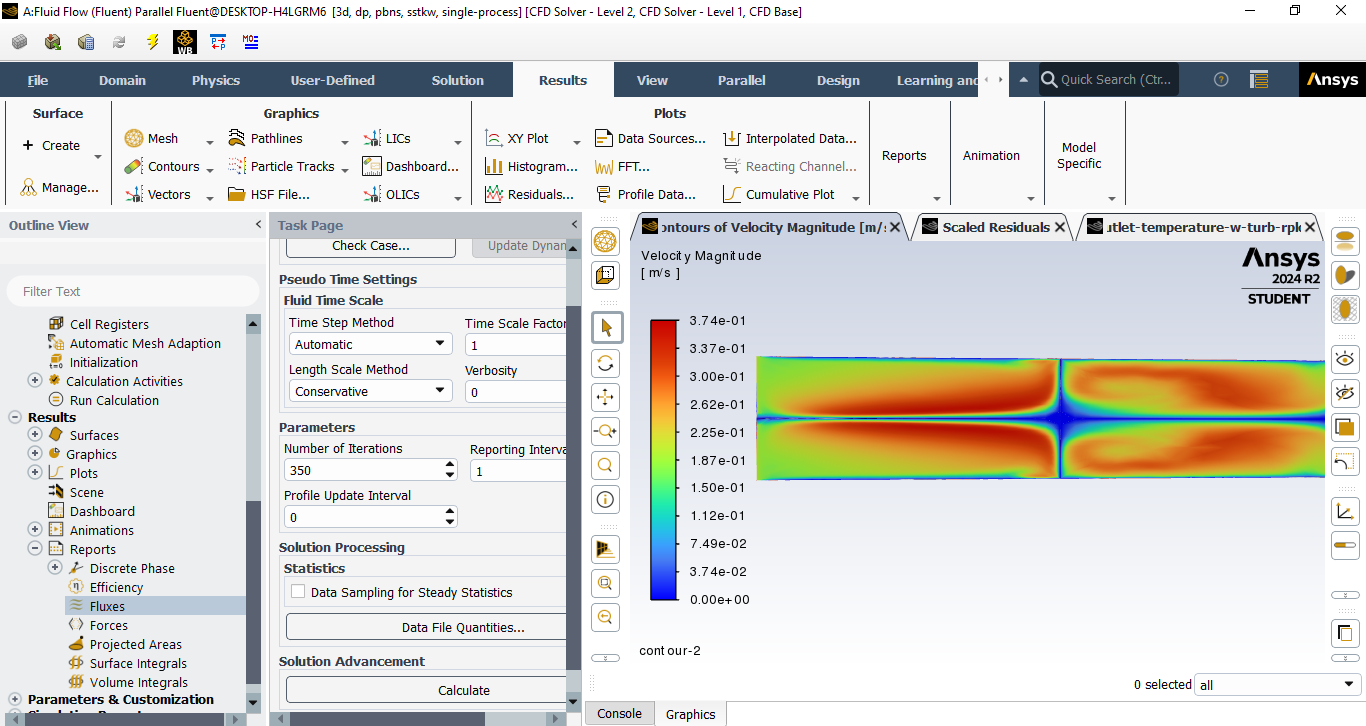 A:Fluid Flow (Fluent) Parallel Fluent@DESKTOP-H4LGRM6 [3d, dp, pbns, sstkw, single-process] [CFD Solver - Level 2, CFD Solver - Level 1, CFD Base]
WB
File Domain Physics User-Defined Solution Results View Parallel Design Learning and Quick Search (Ctr... Ansys
Surface
Create
Manage...
Graphics
Mesh Pathlines LICs
Contours Particle Tracks Dashboard...
Vectors HSF File... OLICs
Plots
XY Plot Data Sources... Interpolated Data...
Histogram... FFT... Reacting Channel...
Residuals... Profile Data... Cumulative Plot
Reports
Animation
Model
Specific
Outline View
Filter Text
Cell Registers
Automatic Mesh Adaption
Initialization
Calculation Activities
Run Calculation
Results
Surfaces
Graphics
Plots
Scene
Dashboard
Animations
Reports
Discrete Phase
Efficiency
Fluxes
Forces
Projected Areas
Surface Integrals
Volume Integrals
Parameters & Customization
Task Page
Check Case... Update Dynam
Pseudo Time Settings
Fluid Time Scale
Time Step Method Time Scale Factor
Automatic 1
Length Scale Method Verbosity
Conservative 0
Parameters
Number of Iterations Reporting Interva
350 1
Profile Update Interval
0
Solution Processing
Statistics
Data Sampling for Steady Statistics
Data File Quantities...
Solution Advancement
Calculate
ontours of Velocity Magnitude [m/s Scaled Residuals utlet-temperature-w-turb-rpl
Velocity Magnitude
[ m/s ]
Ansys
2024 R2
STUDENT
3.74e-01
3.37e-01
3.00e-01
2.62e-01
2.25e-01
1.87e-01
1.50e-01
1.12e-01
7.49e-02
3.74e-02
0.00e+00
contour-2
0 selected all
Console Graphics